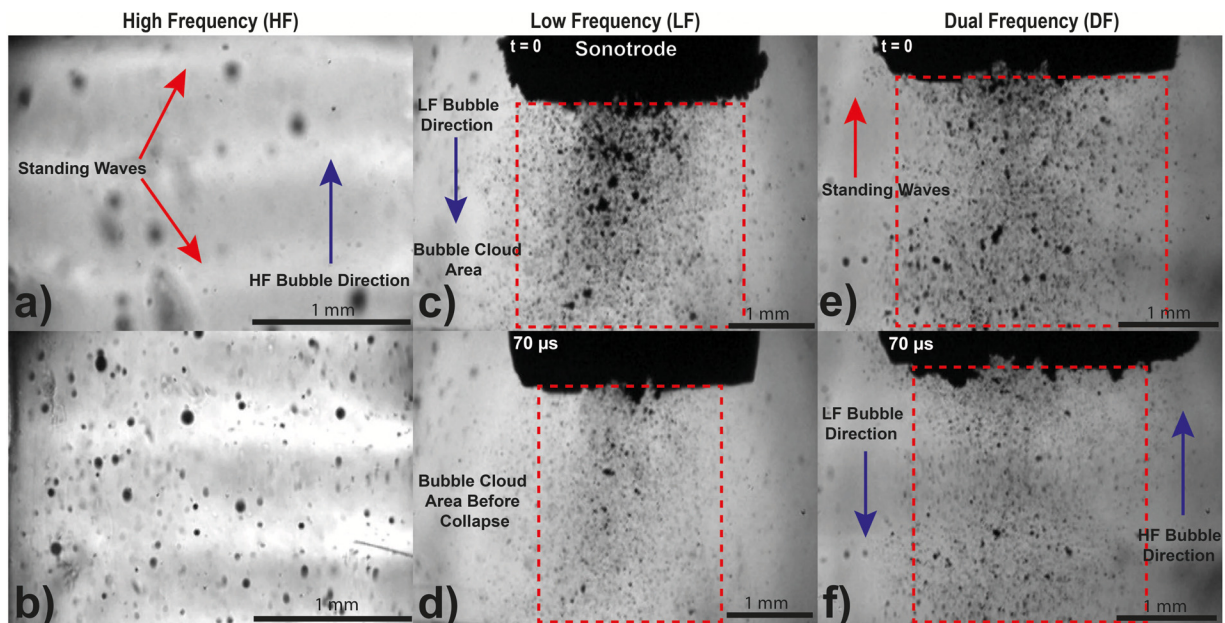 High Frequency (HF)
Low Frequency (LF)
Dual Frequency (DF)
Standing Waves
HF Bubble Direction
a)
1 mm
b)
1 mm
t = 0
Sonotrode
LF Bubble
Direction
Bubble Cloud
Area
c)
1 mm
70 µs
Bubble Cloud
Area Before
Collapse
d)
1 mm
t = 0
Standing Waves
e)
1 mm
70 µs
LF Bubble
Direction
HF Bubble
Direction
f)
1 mm